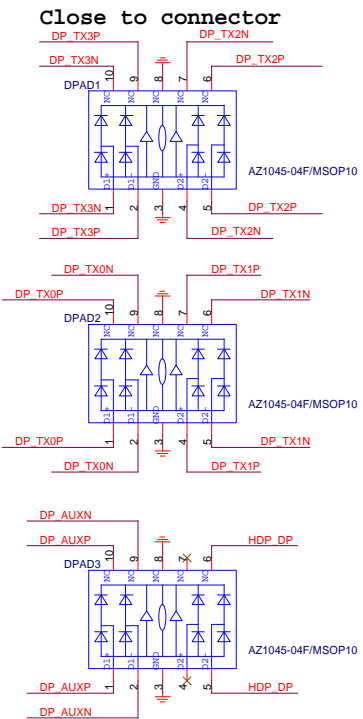 Close to connector
DP_TX3P DP_TX2N
DP_TX3N DP_TX2P
10 9 8 7 6
DPAD1
NC NC NC NC
D1+ D1- GND D2+ D2-
AZ1045-04F/MSOP10
1 2 3 4 5
DP_TX3N DP_TX2P
DP_TX3P DP_TX2N
DP_TX0N DP_TX1P
DP_TX0P DP_TX1N
10 9 8 7 6
DPAD2
NC NC NC NC
D1+ D1- GND D2+ D2-
AZ1045-04F/MSOP10
1 2 3 4 5
DP_TX0P DP_TX1N
DP_TX0N DP_TX1P
DP_AUXN
DP_AUXP HDP_DP
10 9 8 7 6
DPAD3
NC NC NC NC
D1+ D1- GND D2+ D2-
AZ1045-04F/MSOP10
1 2 3 4 5
DP_AUXP HDP_DP
DP_AUXN